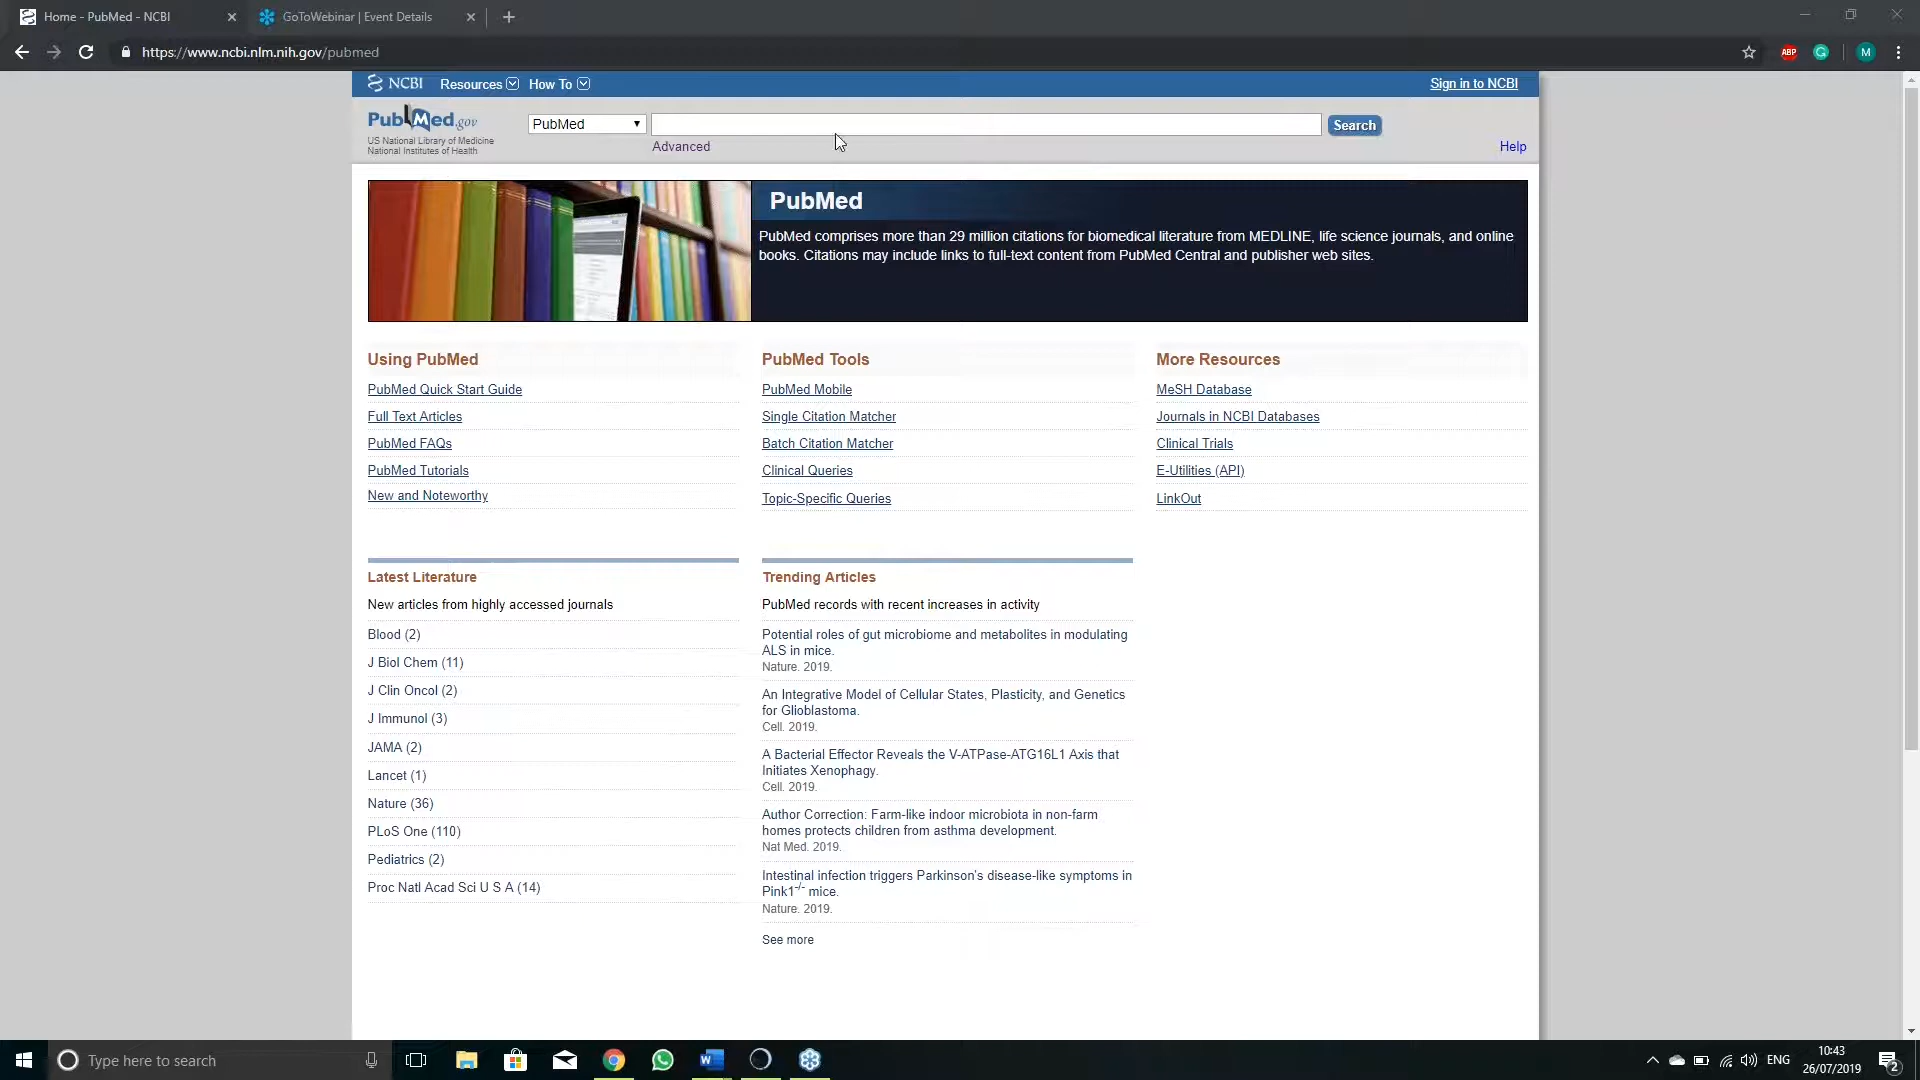 Home - PubMed - NCBI
GoToWebinar | Event Details
https://www.ncbi.nlm.nih.gov/pubmed
ABP
G
M
NCBI Resources How To Sign in to NCBI
PubMed.gov
US National Library of Medicine
National Institutes of Health
PubMed
Search
Advanced
Help
PubMed
PubMed comprises more than 29 million citations for biomedical literature from MEDLINE, life science journals, and online
books. Citations may include links to full-text content from PubMed Central and publisher web sites.
Using PubMed
PubMed Quick Start Guide
Full Text Articles
PubMed FAQs
PubMed Tutorials
New and Noteworthy
PubMed Tools
PubMed Mobile
Single Citation Matcher
Batch Citation Matcher
Clinical Queries
Topic-Specific Queries
More Resources
MeSH Database
Journals in NCBI Databases
Clinical Trials
E-Utilities (API)
LinkOut
Latest Literature
New articles from highly accessed journals
Blood (2)
J Biol Chem (11)
J Clin Oncol (2)
J Immunol (3)
JAMA (2)
Lancet (1)
Nature (36)
PLoS One (110)
Pediatrics (2)
Proc Natl Acad Sci U S A (14)
Trending Articles
PubMed records with recent increases in activity
Potential roles of gut microbiome and metabolites in modulating
ALS in mice.
Nature. 2019.
An Integrative Model of Cellular States, Plasticity, and Genetics
for Glioblastoma.
Cell. 2019.
A Bacterial Effector Reveals the V-ATPase-ATG16L1 Axis that
Initiates Xenophagy.
Cell. 2019.
Author Correction: Farm-like indoor microbiota in non-farm
homes protects children from asthma development.
Nat Med. 2019.
Intestinal infection triggers Parkinson's disease-like symptoms in
Pink1-/- mice.
Nature. 2019.
See more
Type here to search
ENG
10:43
26/07/2019
2